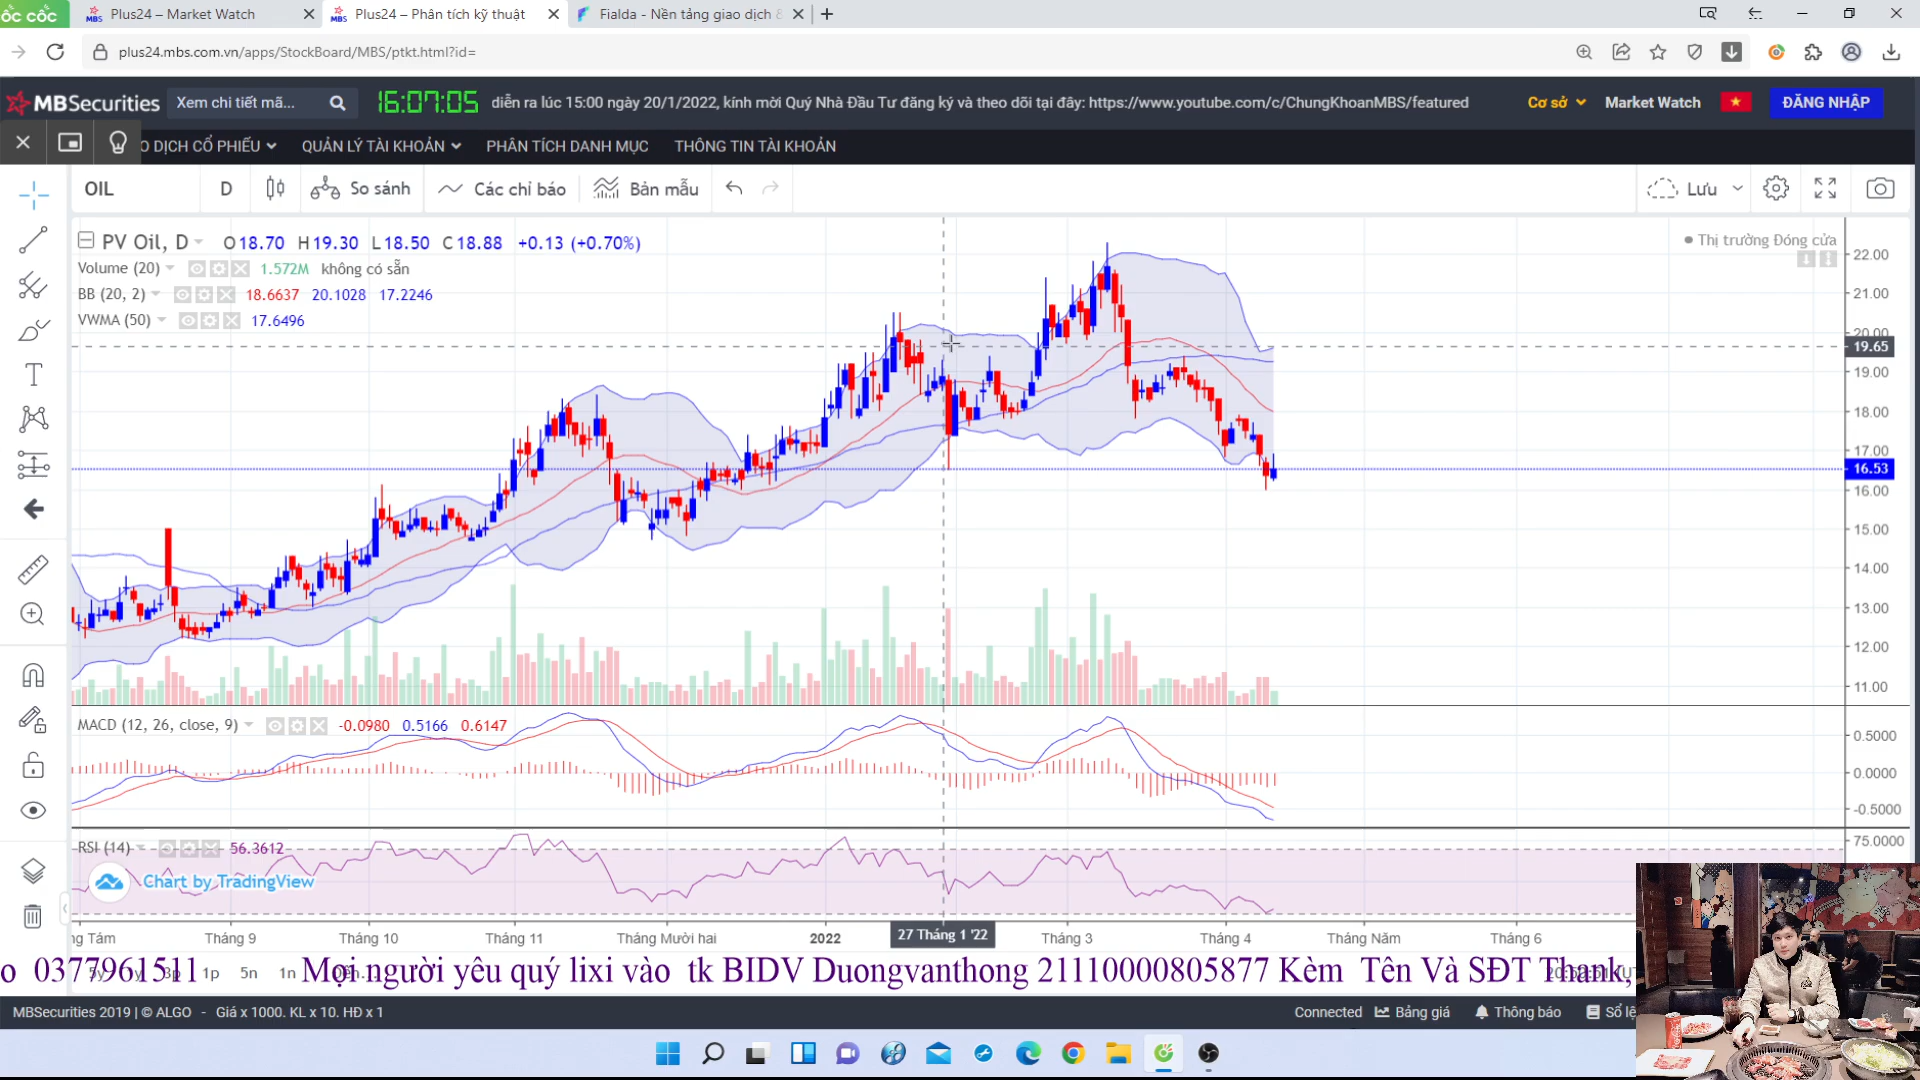 ốc cốc
Plus24 – Market Watch
Plus24 – Phân tích kỹ thuật
Fialda - Nền tảng giao dịch
plus24.mbs.com.vn/apps/StockBoard/MBS/ptkt.html?id=
MBSecurities
Xem chi tiết mã...
16:07:05
diễn ra lúc 15:00 ngày 20/1/2022, kính mời Quý Nhà Đầu Tư đăng ký và theo dõi tại đây: https://www.youtube.com/c/ChungKhoanMBS/featured
Cơ sở
Market Watch
ĐĂNG NHẬP
O DỊCH CỔ PHIẾU
QUẢN LÝ TÀI KHOẢN
PHÂN TÍCH DANH MỤC
THÔNG TIN TÀI KHOẢN
OIL
D
So sánh
Các chỉ báo
Bản mẫu
Lưu
PV Oil, D O18.70 H19.30 L18.50 C18.88 +0.13 (+0.70%)
Thị trường Đóng cửa
Volume (20) 1.572M không có sẵn
BB (20, 2) 18.6637 20.1028 17.2246
VWMA (50) 17.6496
22.00
21.00
20.00
19.65
19.00
18.00
17.00
16.53
16.00
15.00
14.00
13.00
12.00
11.00
MACD (12, 26, close, 9) -0.0980 0.5166 0.6147
0.5000
0.0000
-0.5000
RSI (14) 56.3612
75.0000
Chart by TradingView
ng Tám
Tháng 9
Tháng 10
Tháng 11
Tháng Mười hai
2022
27 Tháng 1 '22
Tháng 3
Tháng 4
Tháng Năm
Tháng 6
o 0377961511 Mọi người yêu quý lixi vào tk BIDV Duongvanthong 21110000805877 Kèm Tên Và SĐT Thank,
1p
5n
1n
MBSecurities 2019 | © ALGO - Giá x 1000. KL x 10. HĐ x 1
Connected
Bảng giá
Thông báo
Sổ lệ